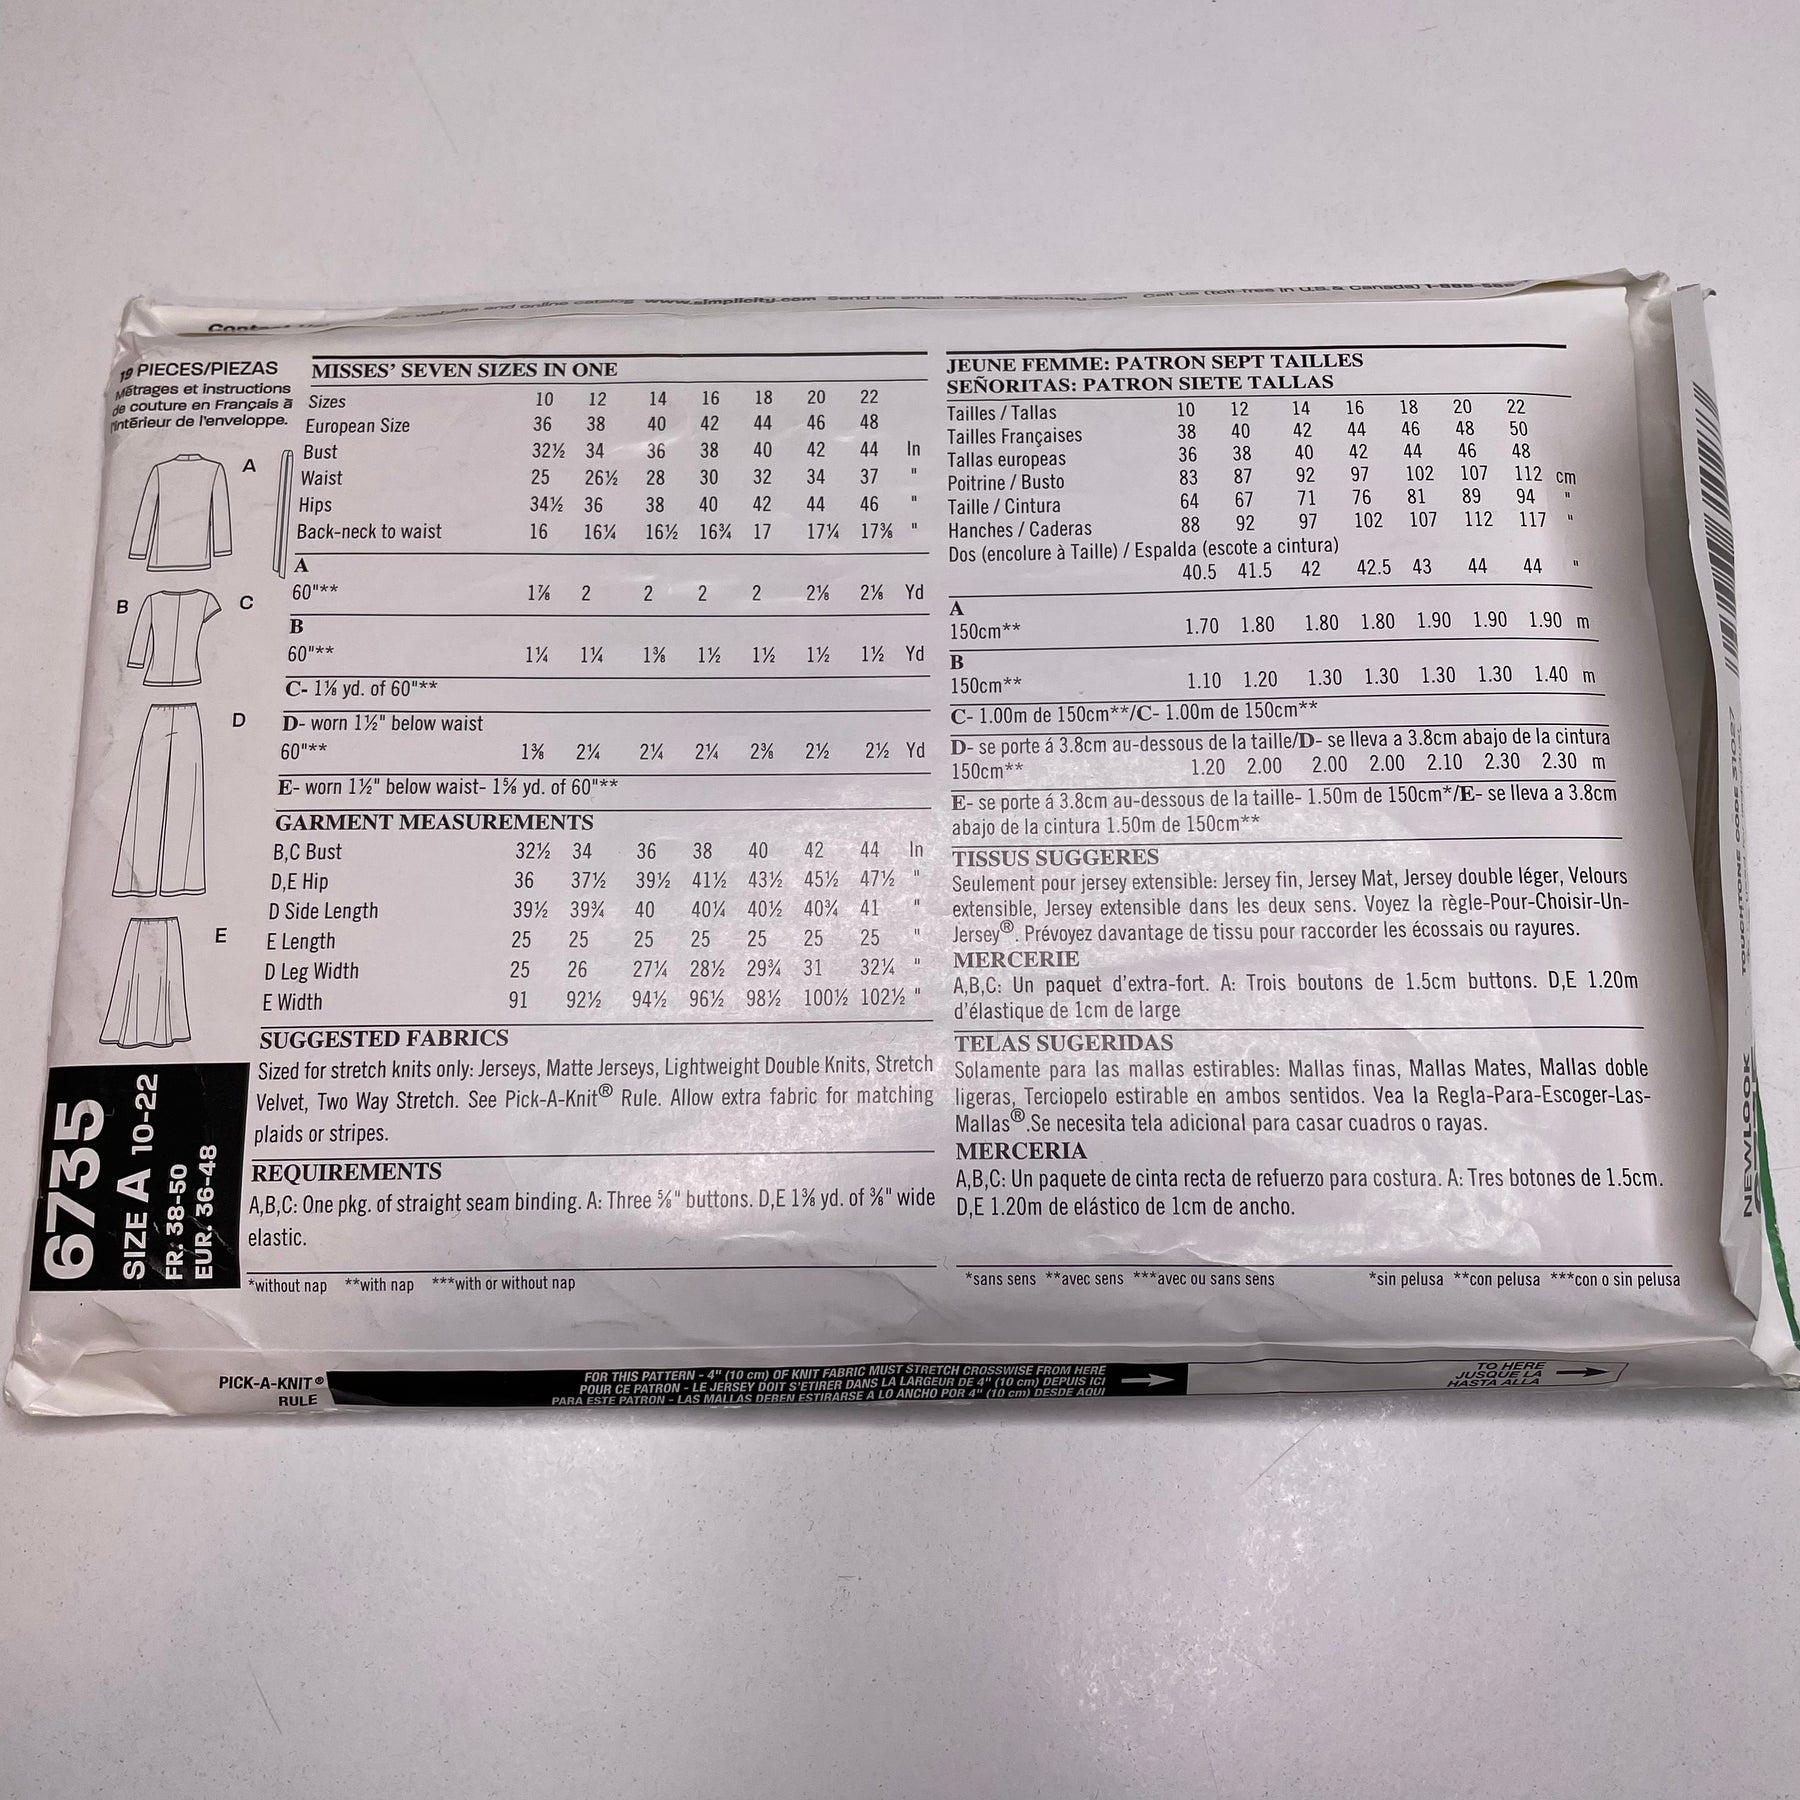 www.simplicity.com
19 PIECES/PIEZAS
Métrages et instructions
de couture en Français à
l'intérieur de l'enveloppe.
A
B
C
D
E
6735
SIZE A 10-22
FR. 38-50
EUR. 36-48
MISSES' SEVEN SIZES IN ONE
Sizes 10 12 14 16 18 20 22
European Size 36 38 40 42 44 46 48
Bust 32½ 34 36 38 40 42 44 In
Waist 25 26½ 28 30 32 34 37 "
Hips 34½ 36 38 40 42 44 46 "
Back-neck to waist 16 16¼ 16½ 16¾ 17 17¼ 17⅜ "
A
60"** 1⅞ 2 2 2 2 2⅛ 2⅛ Yd
B
60"** 1¼ 1¼ 1⅜ 1½ 1½ 1½ 1½ Yd
C- 1⅛ yd. of 60"**
D- worn 1½" below waist
60"** 1⅜ 2¼ 2¼ 2¼ 2⅜ 2½ 2½ Yd
E- worn 1½" below waist- 1⅝ yd. of 60"**
GARMENT MEASUREMENTS
B,C Bust 32½ 34 36 38 40 42 44 In
D,E Hip 36 37½ 39½ 41½ 43½ 45½ 47½ "
D Side Length 39½ 39¾ 40 40¼ 40½ 40¾ 41 "
E Length 25 25 25 25 25 25 25 "
D Leg Width 25 26 27¼ 28½ 29¾ 31 32¼ "
E Width 91 92½ 94½ 96½ 98½ 100½ 102½ "
SUGGESTED FABRICS
Sized for stretch knits only: Jerseys, Matte Jerseys, Lightweight Double Knits, Stretch
Velvet, Two Way Stretch. See Pick-A-Knit® Rule. Allow extra fabric for matching
plaids or stripes.
REQUIREMENTS
A,B,C: One pkg. of straight seam binding. A: Three ⅝" buttons. D,E 1⅜ yd. of ⅜" wide
elastic.
*without nap **with nap ***with or without nap
JEUNE FEMME: PATRON SEPT TAILLES
SEÑORITAS: PATRON SIETE TALLAS
Tailles / Tallas 10 12 14 16 18 20 22
Tailles Françaises 38 40 42 44 46 48 50
Tallas europeas 36 38 40 42 44 46 48
Poitrine / Busto 83 87 92 97 102 107 112 cm
Taille / Cintura 64 67 71 76 81 89 94 "
Hanches / Caderas 88 92 97 102 107 112 117 "
Dos (encolure à Taille) / Espalda (escote a cintura)
40.5 41.5 42 42.5 43 44 44 "
A
150cm** 1.70 1.80 1.80 1.80 1.90 1.90 1.90 m
B
150cm** 1.10 1.20 1.30 1.30 1.30 1.30 1.40 m
C- 1.00m de 150cm**/C- 1.00m de 150cm**
D- se porte á 3.8cm au-dessous de la taille/D- se lleva a 3.8cm abajo de la cintura
150cm** 1.20 2.00 2.00 2.00 2.10 2.30 2.30 m
E- se porte á 3.8cm au-dessous de la taille- 1.50m de 150cm*/E- se lleva a 3.8cm
abajo de la cintura 1.50m de 150cm**
TISSUS SUGGERES
Seulement pour jersey extensible: Jersey fin, Jersey Mat, Jersey double léger, Velours
extensible, Jersey extensible dans les deux sens. Voyez la règle-Pour-Choisir-Un-
Jersey®. Prévoyez davantage de tissu pour raccorder les écossais ou rayures.
MERCERIE
A,B,C: Un paquet d'extra-fort. A: Trois boutons de 1.5cm buttons. D,E 1.20m
d'élastique de 1cm de large
TELAS SUGERIDAS
Solamente para las mallas estirables: Mallas finas, Mallas Mates, Mallas doble
ligeras, Terciopelo estirable en ambos sentidos. Vea la Regla-Para-Escoger-Las-
Mallas®.Se necesita tela adicional para casar cuadros o rayas.
MERCERIA
A,B,C: Un paquete de cinta recta de refuerzo para costura. A: Tres botones de 1.5cm.
D,E 1.20m de elástico de 1cm de ancho.
*sans sens **avec sens ***avec ou sans sens *sin pelusa **con pelusa ***con o sin pelusa
PICK-A-KNIT®
RULE
FOR THIS PATTERN - 4" (10 cm) OF KNIT FABRIC MUST STRETCH CROSSWISE FROM HERE
POUR CE PATRON - LE JERSEY DOIT S'ETIRER DANS LA LARGEUR DE 4" (10 cm) DEPUIS ICI
PARA ESTE PATRON - LAS MALLAS DEBEN ESTIRARSE A LO ANCHO POR 4" (10 cm) DESDE AQUI
TO HERE
JUSQUE LA
HASTA ALLA
NEWLOOK
TOUCHTONE CODE 31027